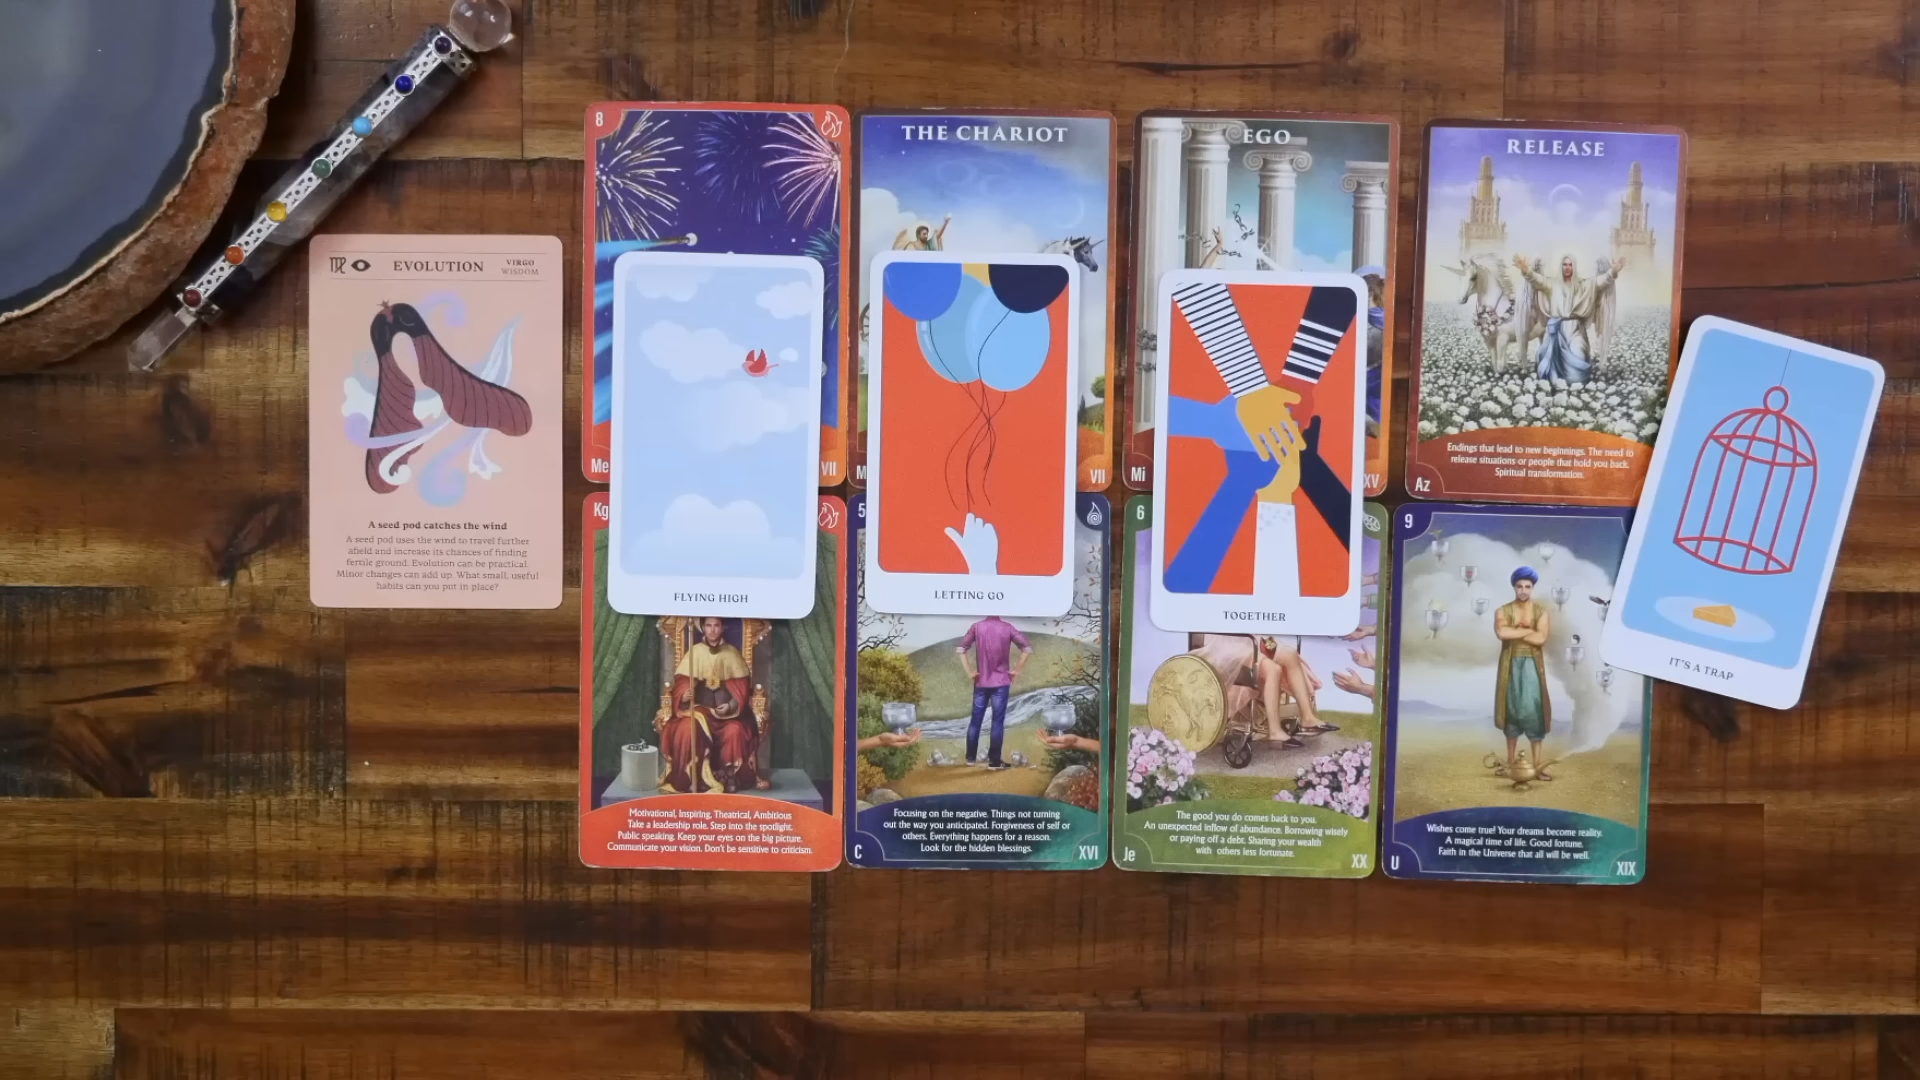 EVOLUTION
VIRGO
WISDOM
A seed pod catches the wind
A seed pod uses the wind to travel further
afield and increase its chances of finding
fertile ground. Evolution can be practical.
Minor changes can add up. What small, useful
habits can you put in place?
8
Me
VII
FLYING HIGH
Kg
Motivational, Inspiring, Theatrical, Ambitious
Take a leadership role. Step into the spotlight.
Public speaking. Keep your eyes on the big picture.
Communicate your vision. Don't be sensitive to criticism.
THE CHARIOT
M
VII
LETTING GO
5
Focusing on the negative. Things not turning
out the way you anticipated. Forgiveness of self or
others. Everything happens for a reason.
Look for the hidden blessings.
C
XVI
EGO
Mi
XV
TOGETHER
6
The good you do comes back to you.
An unexpected inflow of abundance. Borrowing wisely
or paying off a debt. Sharing your wealth
with others less fortunate.
Je
XX
RELEASE
Endings that lead to new beginnings. The need to
release situations or people that hold you back.
Spiritual transformation.
Az
9
Wishes come true! Your dreams become reality.
A magical time of life. Good fortune.
Faith in the Universe that all will be well.
U
XIX
IT'S A TRAP